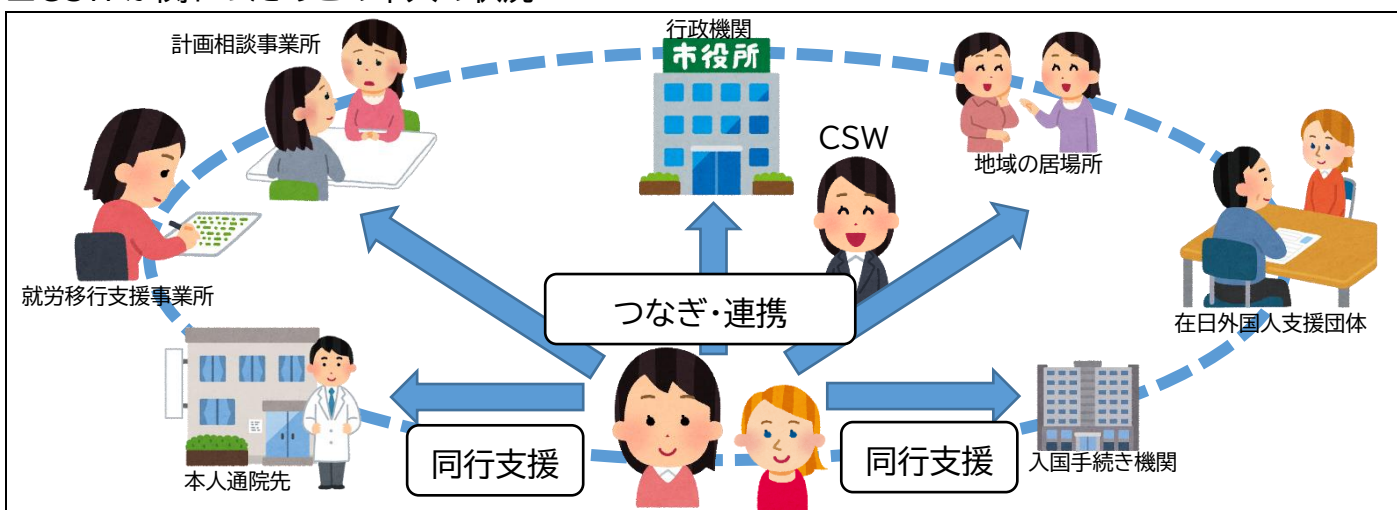 計画相談事業所
行政機関
市役所
CSW
地域の居場所
就労移行支援事業所
つなぎ・連携
在日外国人支援団体
同行支援
同行支援
本人通院先
入国手続き機関